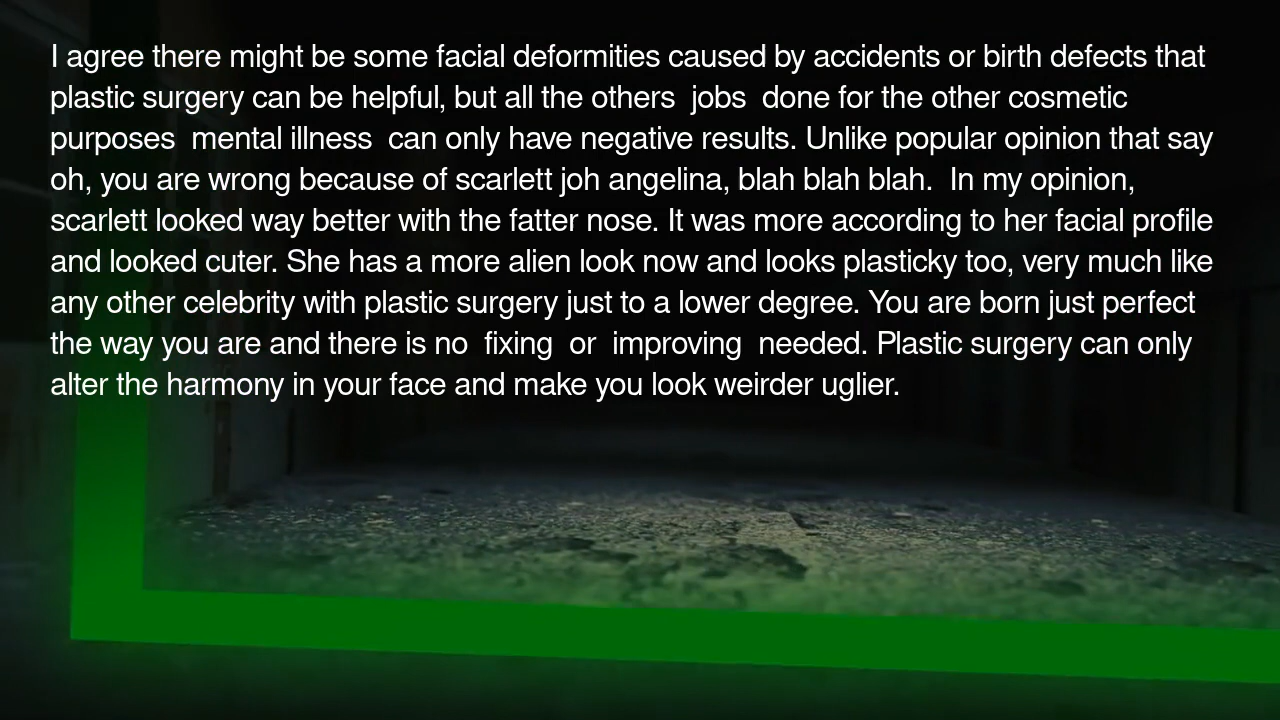 I agree there might be some facial deformities caused by accidents or birth defects that
plastic surgery can be helpful, but all the others  jobs  done for the other cosmetic
purposes  mental illness  can only have negative results. Unlike popular opinion that say
oh, you are wrong because of scarlett joh angelina, blah blah blah.  In my opinion,
scarlett looked way better with the fatter nose. It was more according to her facial profile
and looked cuter. She has a more alien look now and looks plasticky too, very much like
any other celebrity with plastic surgery just to a lower degree. You are born just perfect
the way you are and there is no  fixing  or  improving  needed. Plastic surgery can only
alter the harmony in your face and make you look weirder uglier.